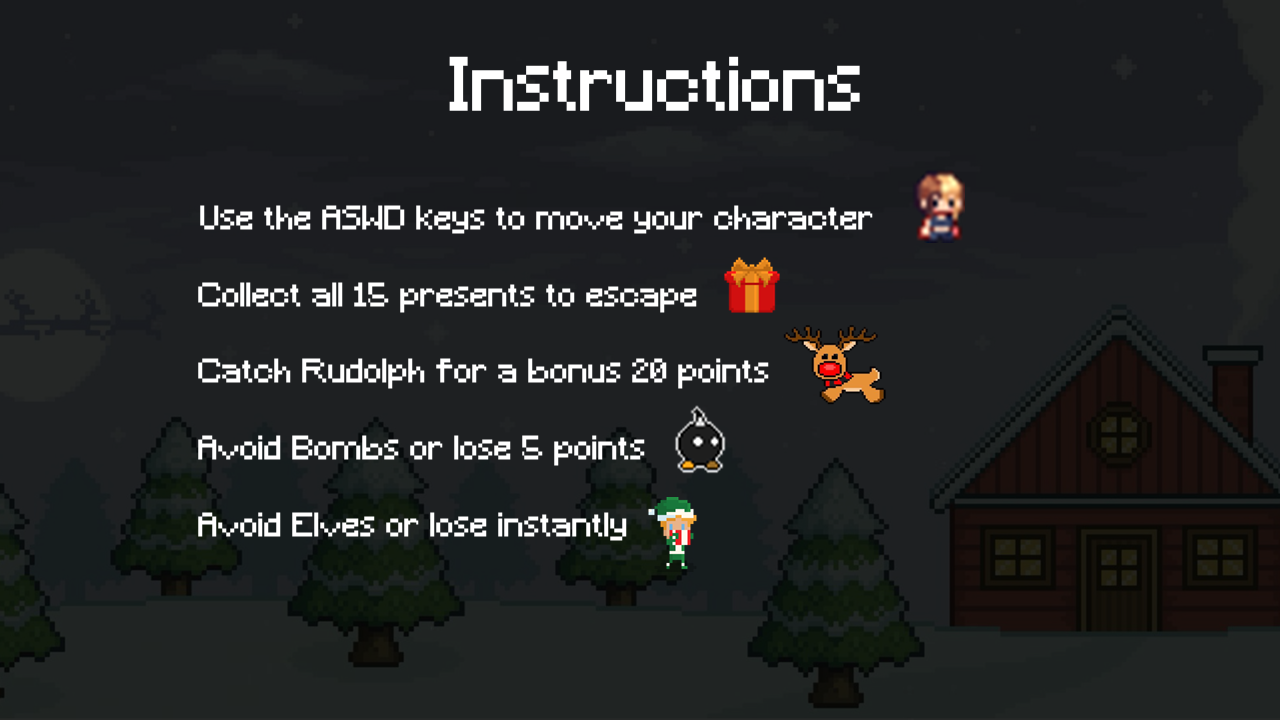 Instructions
Use the ASWD keys to move your character
Collect all 15 presents to escape
Catch Rudolph for a bonus 20 points
Avoid Bombs or lose 5 points
Avoid Elves or lose instantly